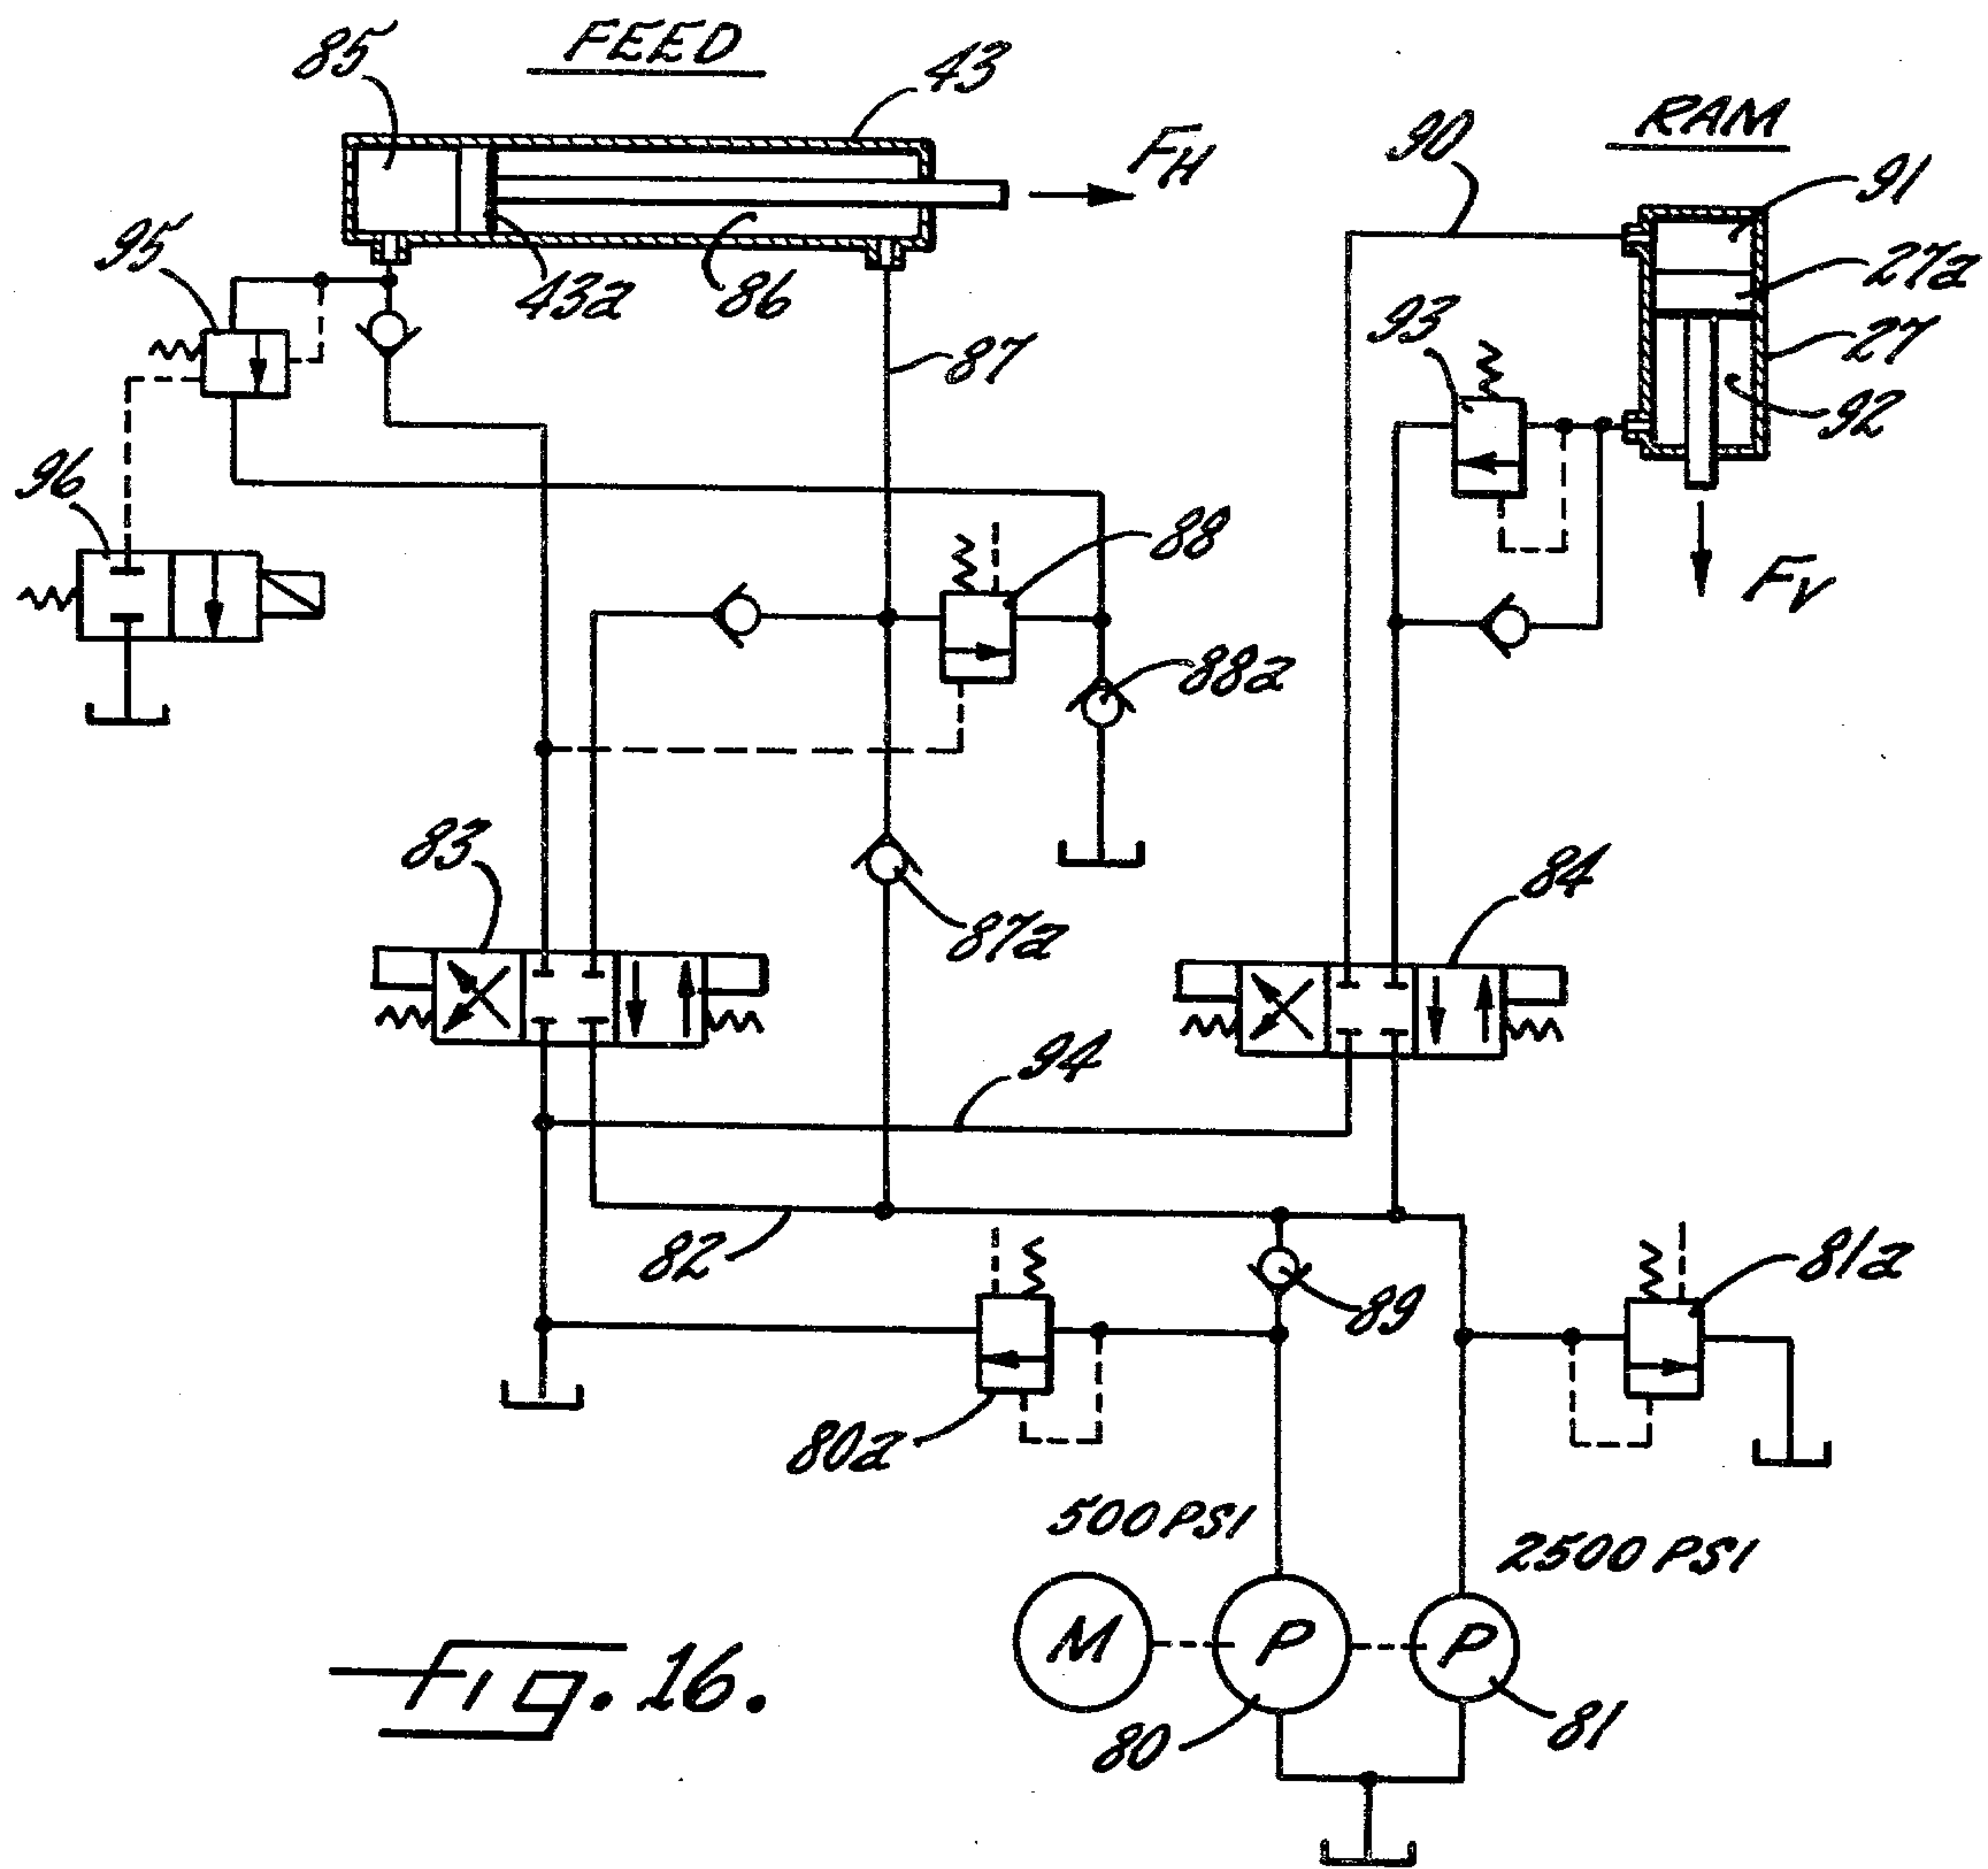 FEED
85
43
FH
RAM
90
91
95
27a
43a
86
93
87
27
92
96
88
FV
88a
83
84
87a
94
82
81a
89
80a
500 PSI
2500 PSI
M
P
P
Fig. 16.
80
81